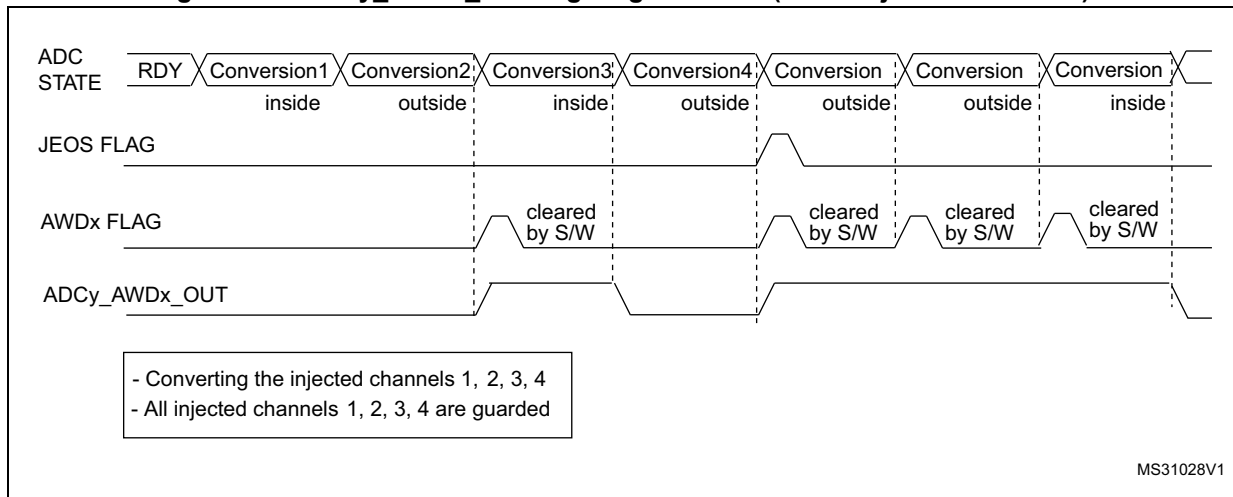 ADC
STATE
RDY Conversion1 Conversion2 Conversion3 Conversion4 Conversion Conversion Conversion
inside outside inside outside outside outside inside
JEOS FLAG
AWDx FLAG
cleared by S/W
cleared by S/W
cleared by S/W
cleared by S/W
ADCy_AWDx_OUT
- Converting the injected channels 1, 2, 3, 4
- All injected channels 1, 2, 3, 4 are guarded
MS31028V1